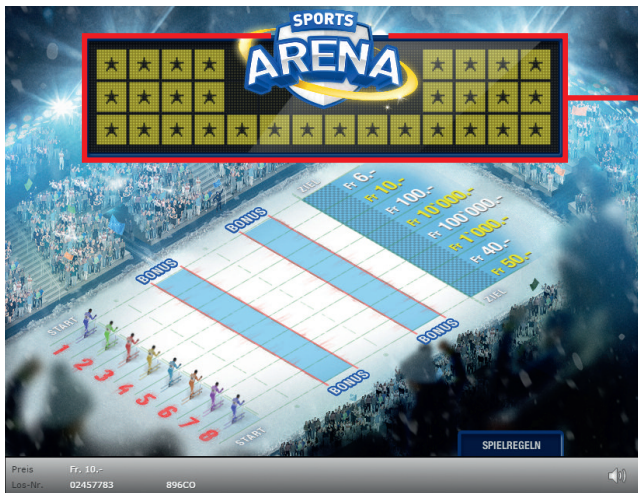 SPORTS
ARENA
ZIEL
Fr 6.-
Fr 10.-
Fr 100.-
Fr 10'000.-
Fr 100'000.-
Fr 1'000.-
Fr 40.-
Fr 50.-
ZIEL
BONUS
BONUS
BONUS
BONUS
START
1
2
3
4
5
6
7
8
START
SPIELREGELN
Preis Fr. 10.-
Los-Nr. 02457783 896CO